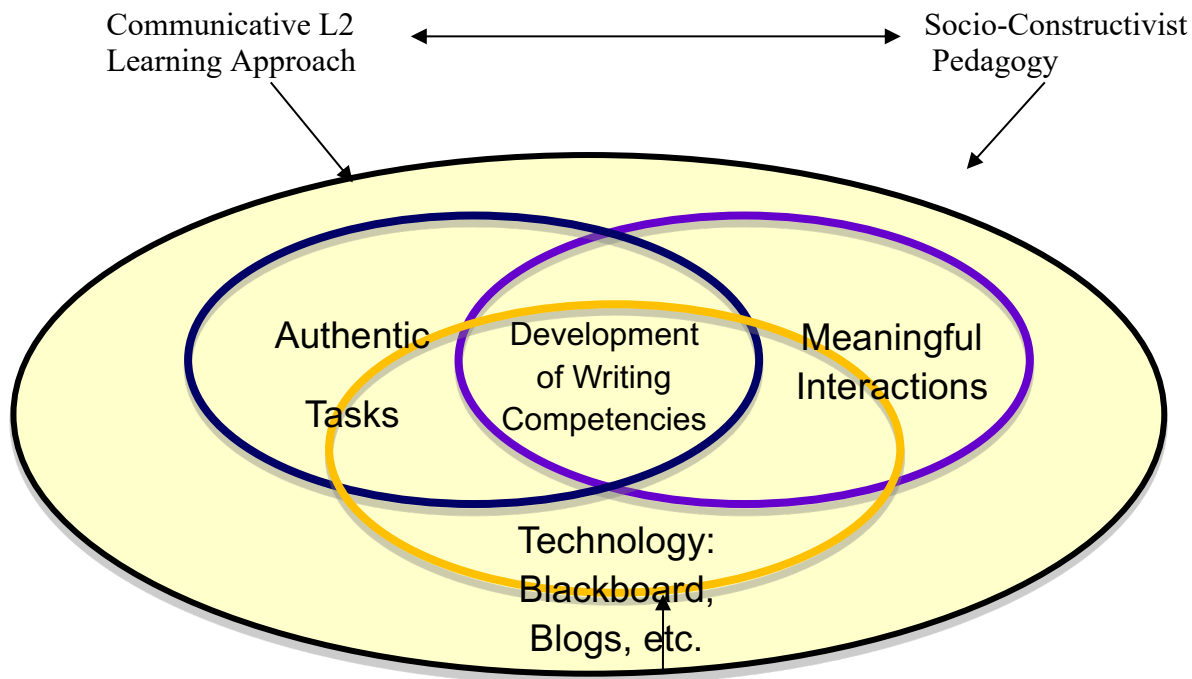 Communicative L2
Learning Approach
Socio-Constructivist
Pedagogy
Authentic
Tasks
Development
of Writing
Competencies
Meaningful
Interactions
Technology:
Blackboard,
Blogs, etc.